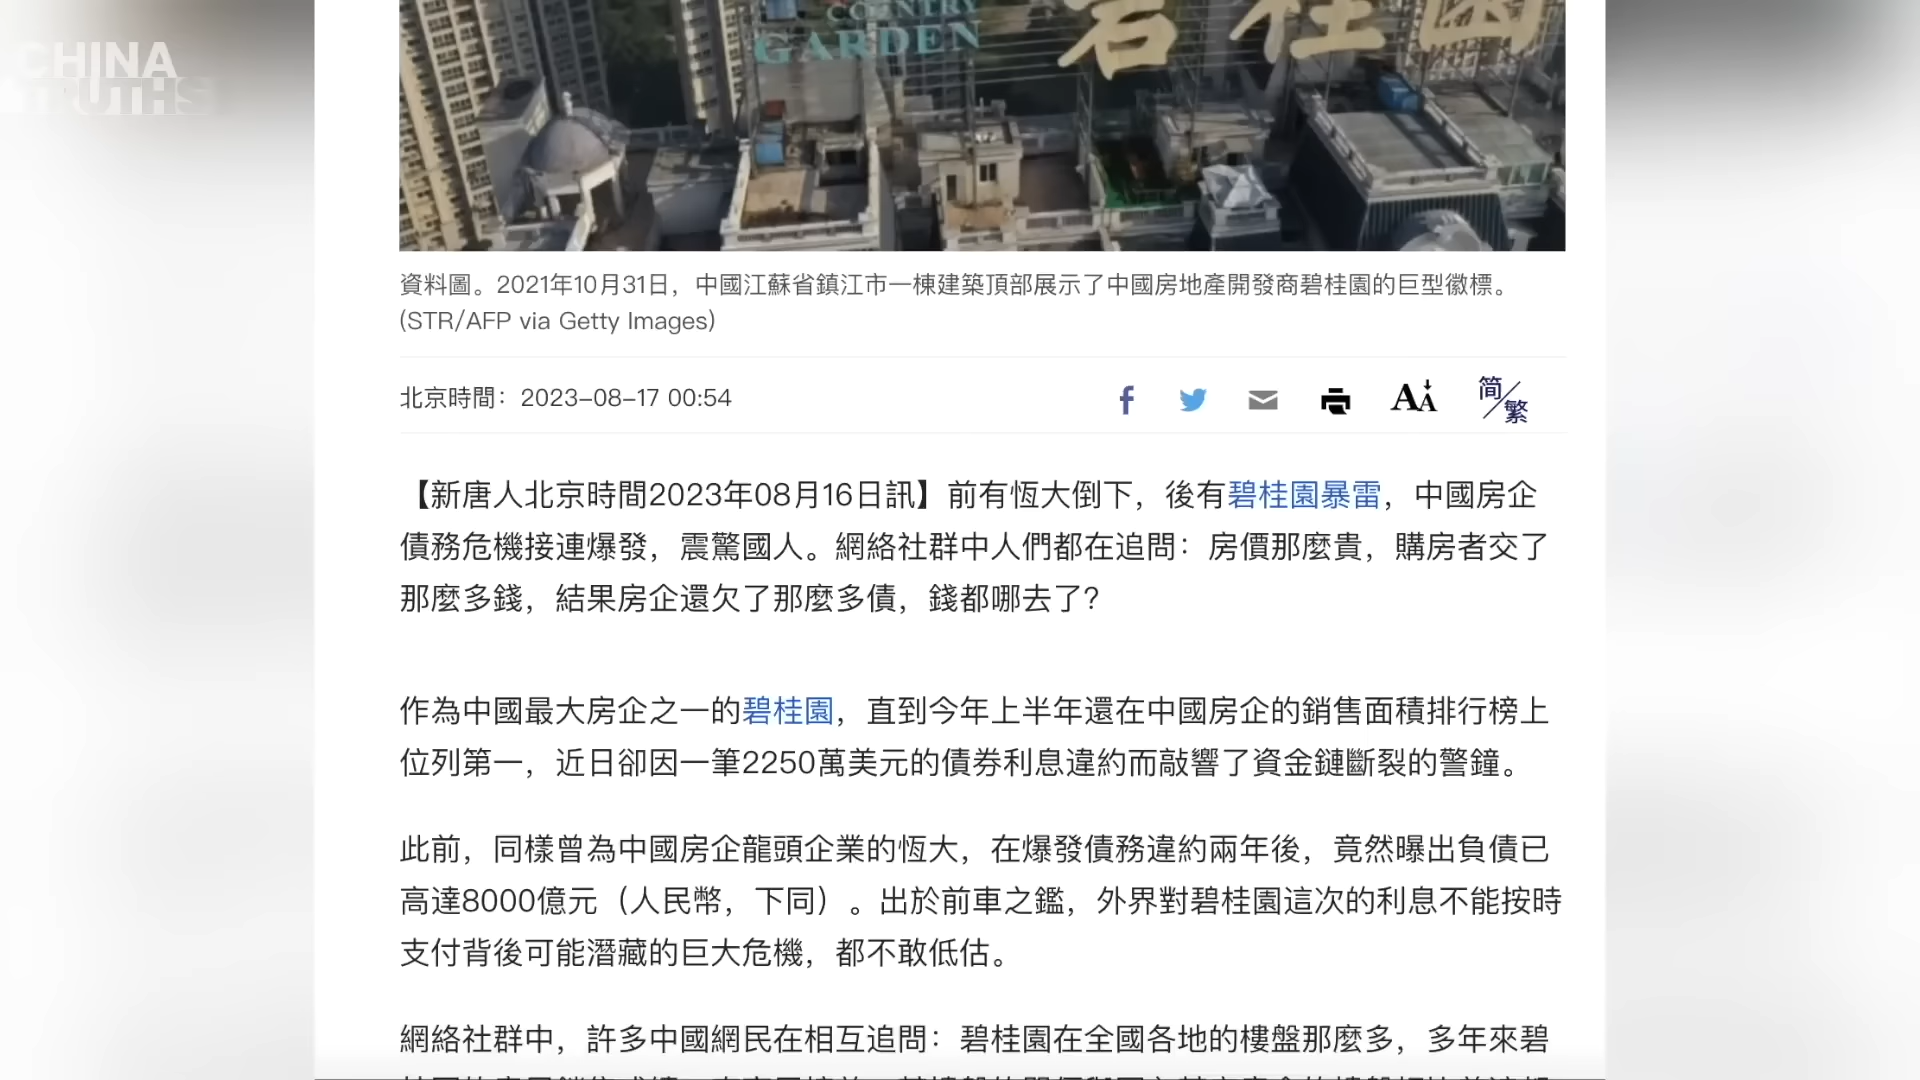 CHINA
TRUTHS
COUNTRY
GARDEN
碧桂園
資料圖。2021年10月31日，中國江蘇省鎮江市一棟建築頂部展示了中國房地產開發商碧桂園的巨型徽標。
(STR/AFP via Getty Images)
北京時間：2023-08-17 00:54
简繁
【新唐人北京時間2023年08月16日訊】前有恆大倒下，後有碧桂園暴雷，中國房企
債務危機接連爆發，震驚國人。網絡社群中人們都在追問：房價那麼貴，購房者交了
那麼多錢，結果房企還欠了那麼多債，錢都哪去了？
作為中國最大房企之一的碧桂園，直到今年上半年還在中國房企的銷售面積排行榜上
位列第一，近日卻因一筆2250萬美元的債券利息違約而敲響了資金鏈斷裂的警鐘。
此前，同樣曾為中國房企龍頭企業的恆大，在爆發債務違約兩年後，竟然曝出負債已
高達8000億元（人民幣，下同）。出於前車之鑑，外界對碧桂園這次的利息不能按時
支付背後可能潛藏的巨大危機，都不敢低估。
網絡社群中，許多中國網民在相互追問：碧桂園在全國各地的樓盤那麼多，多年來碧